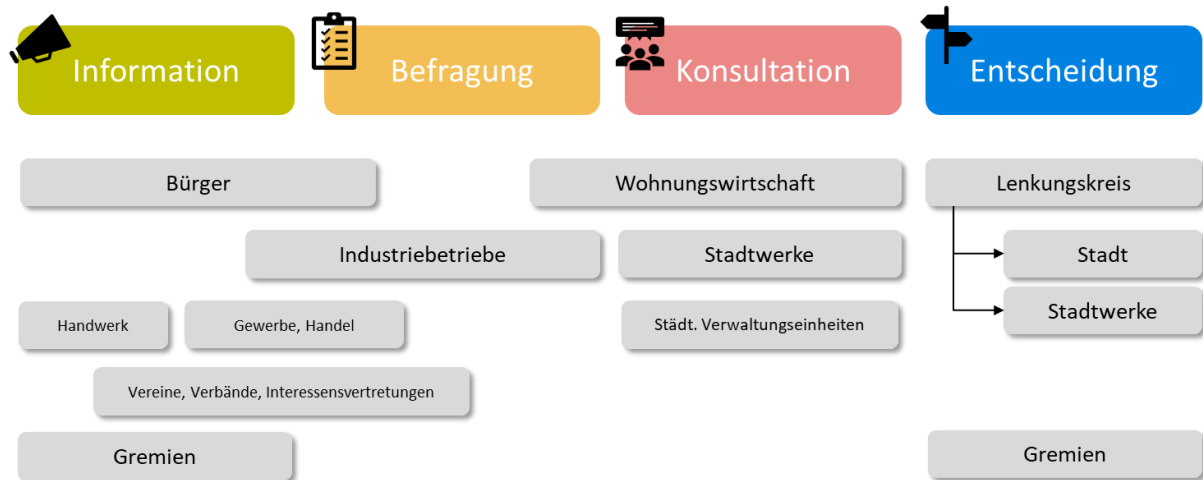 Information
Befragung
Konsultation
Entscheidung
Bürger
Wohnungswirtschaft
Lenkungskreis
Industriebetriebe
Stadtwerke
Stadt
Handwerk
Gewerbe, Handel
Städt. Verwaltungseinheiten
Stadtwerke
Vereine, Verbände, Interessensvertretungen
Gremien
Gremien